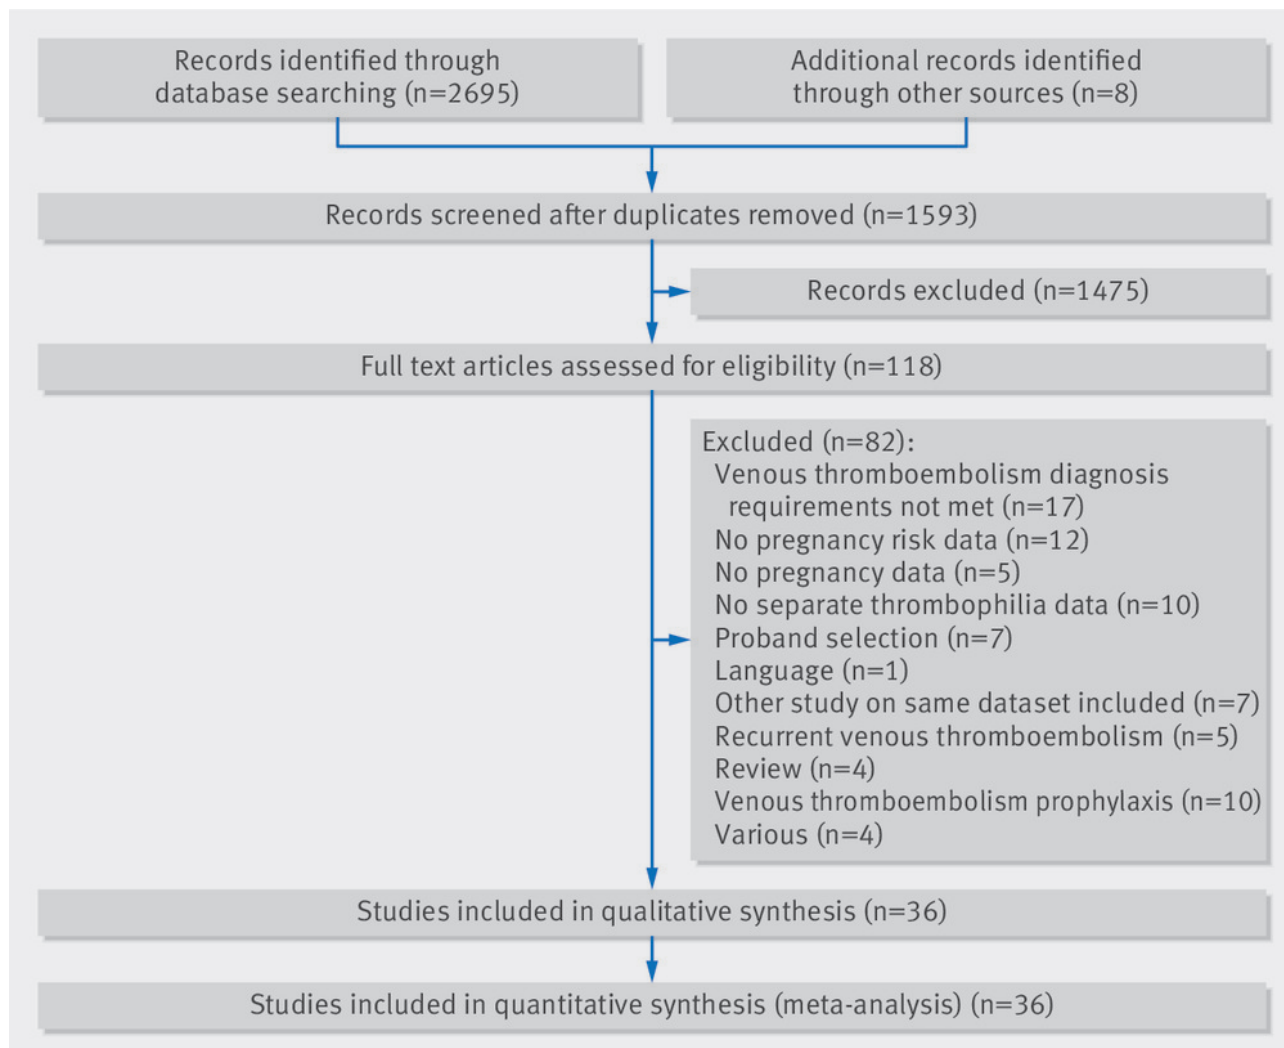 Records identified through
database searching (n=2695)
Additional records identified
through other sources (n=8)
Records screened after duplicates removed (n=1593)
Records excluded (n=1475)
Full text articles assessed for eligibility (n=118)
Excluded (n=82):
Venous thromboembolism diagnosis
requirements not met (n=17)
No pregnancy risk data (n=12)
No pregnancy data (n=5)
No separate thrombophilia data (n=10)
Proband selection (n=7)
Language (n=1)
Other study on same dataset included (n=7)
Recurrent venous thromboembolism (n=5)
Review (n=4)
Venous thromboembolism prophylaxis (n=10)
Various (n=4)
Studies included in qualitative synthesis (n=36)
Studies included in quantitative synthesis (meta-analysis) (n=36)